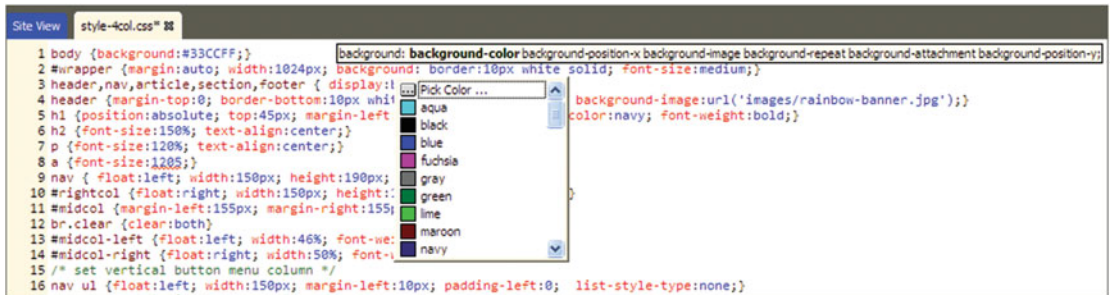 Site View style-4col.css*
1 body {background:#33CCFF;}
background: background-color background-position-x background-image background-repeat background-attachment background-position-y;
2 #wrapper {margin:auto; width:1024px; background: border:10px white solid; font-size:medium;}
3 header,nav,article,section,footer { display:
4 header {margin-top:0; border-bottom:10px whi background-image:url('images/rainbow-banner.jpg');}
5 h1 {position:absolute; top:45px; margin-left color:navy; font-weight:bold;}
6 h2 {font-size:150%; text-align:center;}
7 p {font-size:120%; text-align:center;}
8 a {font-size:1205;}
9 nav { float:left; width:150px; height:190px;
10 #rightcol {float:right; width:150px; height: }
11 #midcol {margin-left:155px; margin-right:155
12 br.clear {clear:both}
13 #midcol-left {float:left; width:46%; font-we
14 #midcol-right {float:right; width:50%; font-
15 /* set vertical button menu column */
16 nav ul {float:left; width:150px; margin-left:10px; padding-left:0; list-style-type:none;}
... Pick Color ...
aqua
black
blue
fuchsia
gray
green
lime
maroon
navy